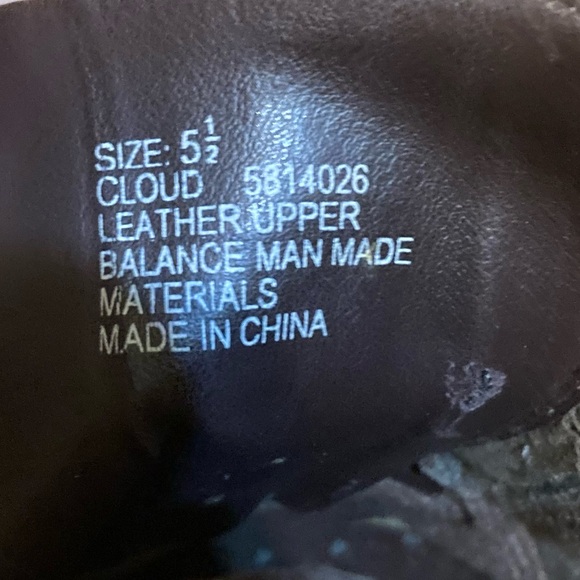 SIZE: 5½
CLOUD 5814026
LEATHER UPPER
BALANCE MAN MADE
MATERIALS
MADE IN CHINA